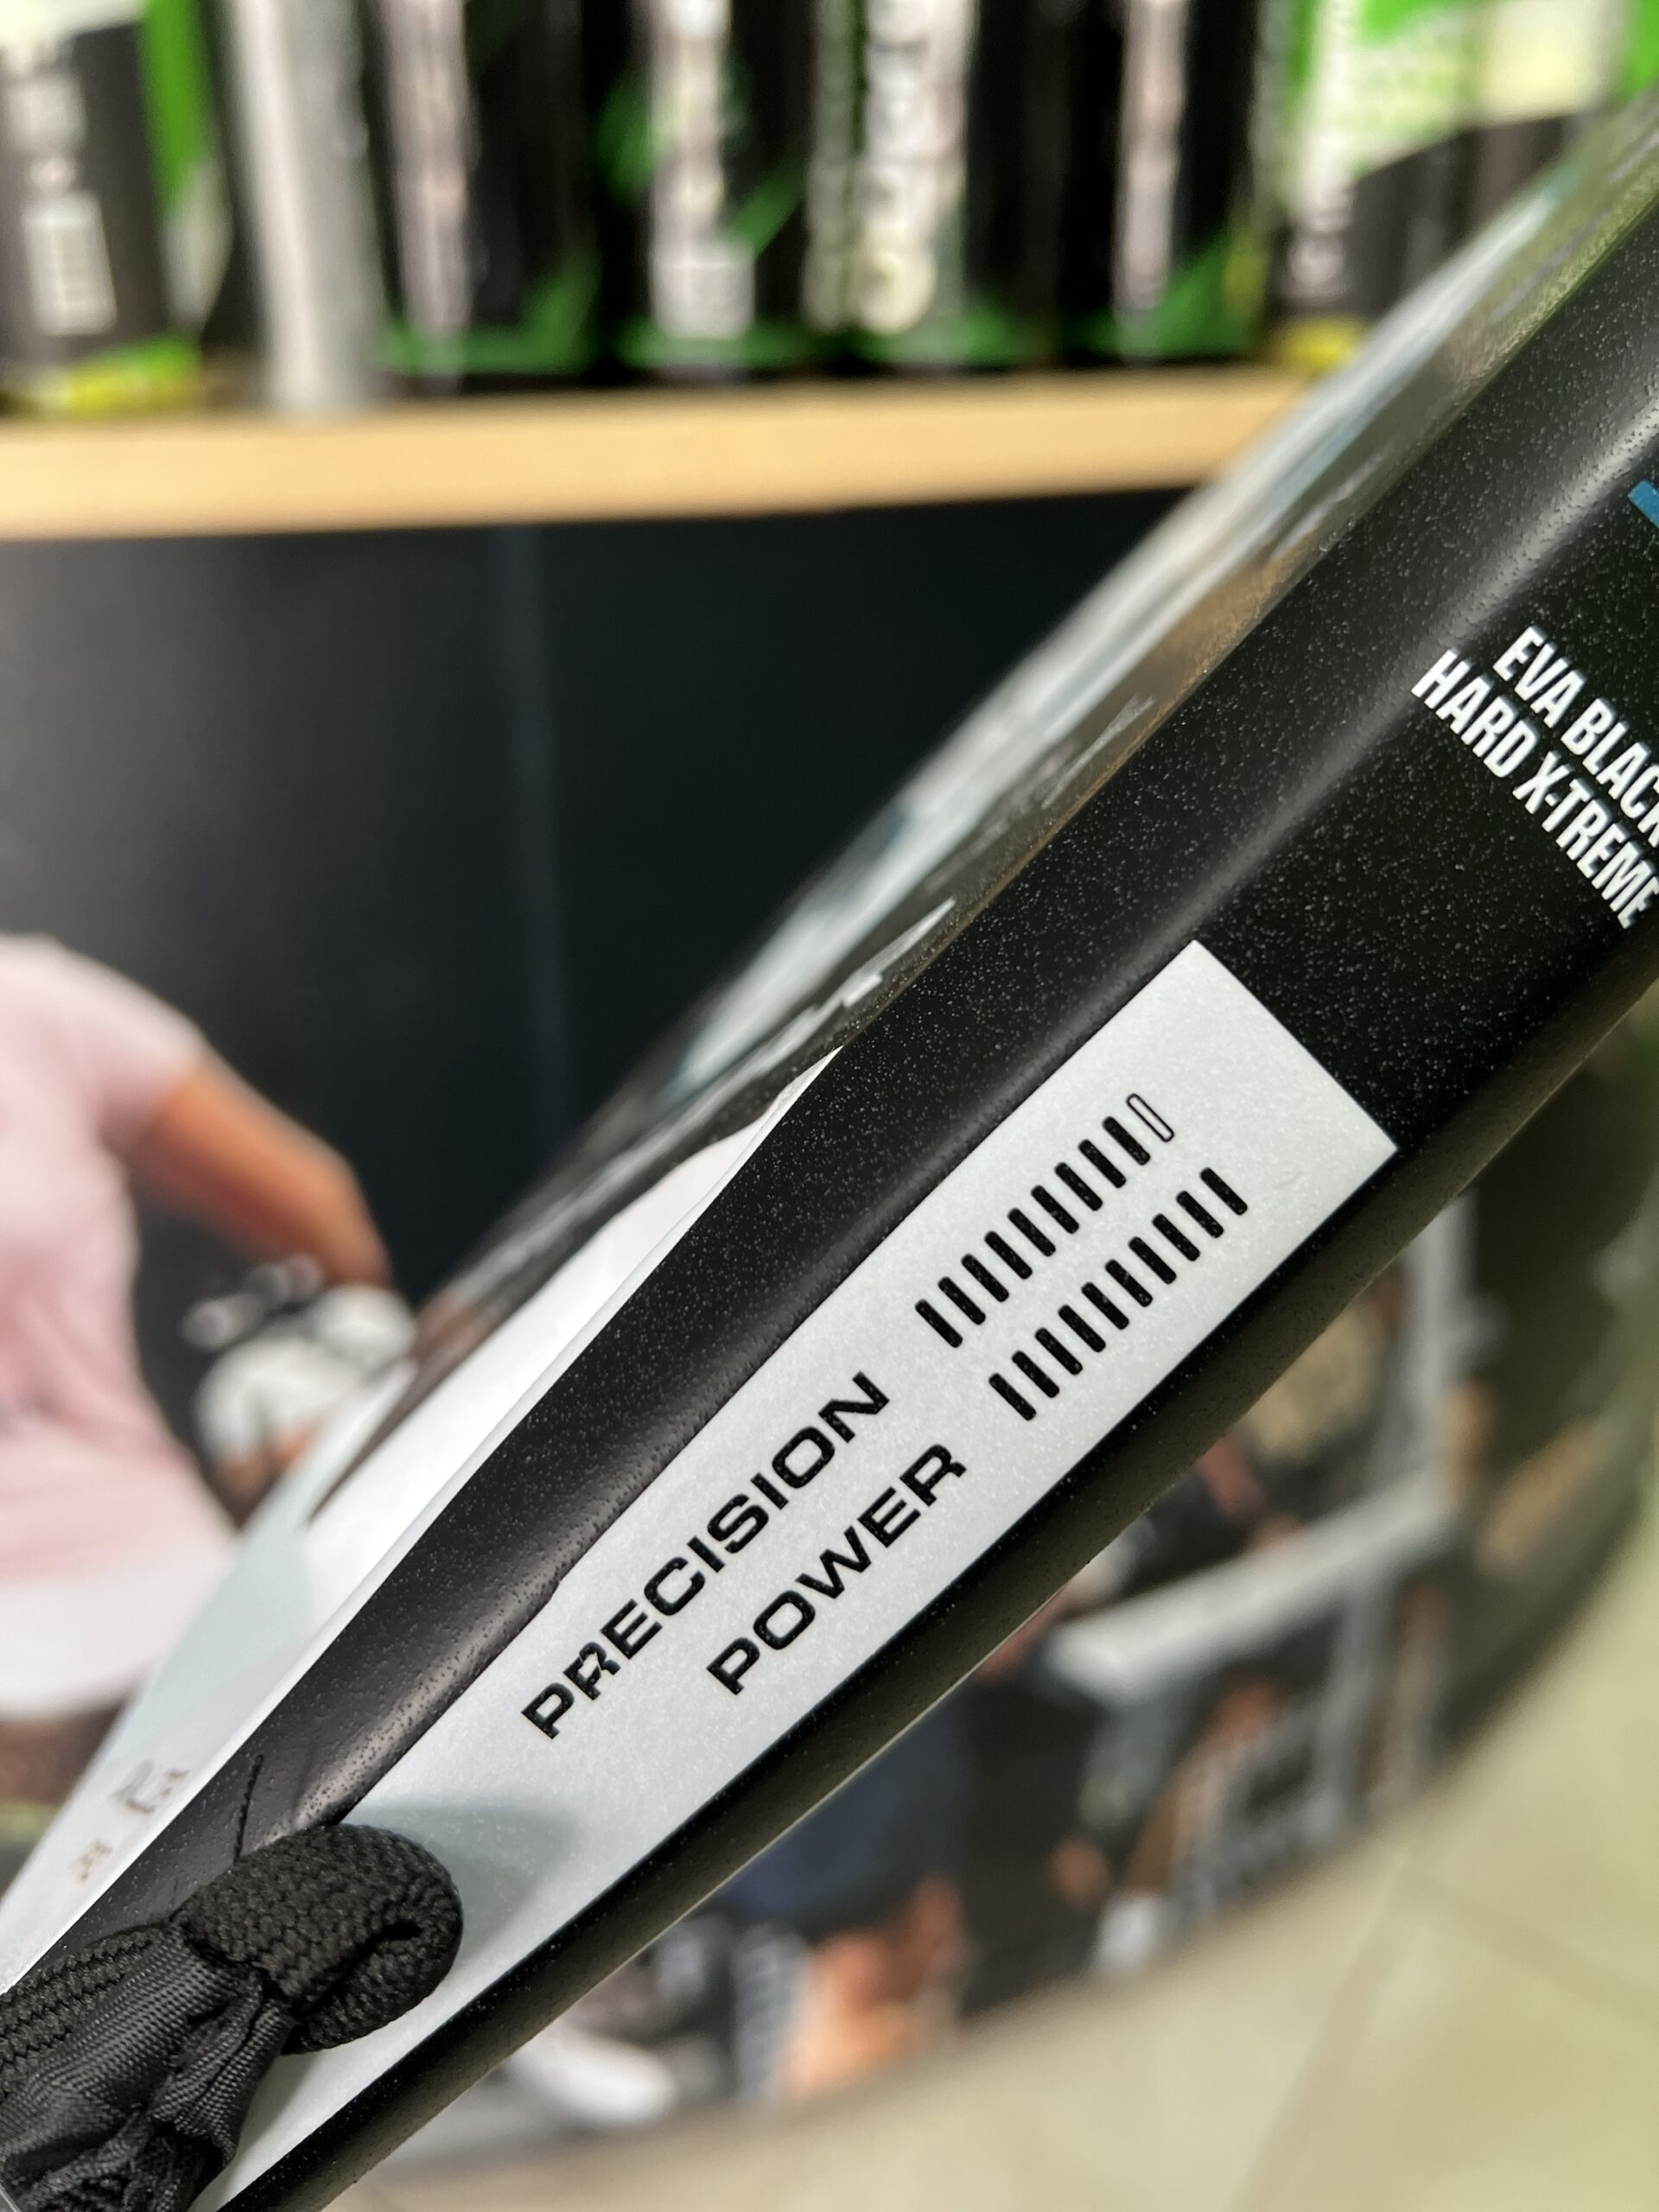 EVA BLACK
HARD X-TREME
PRECISION
POWER